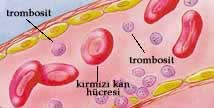 trombosit
trombosit
kırmızı kan
hücresi